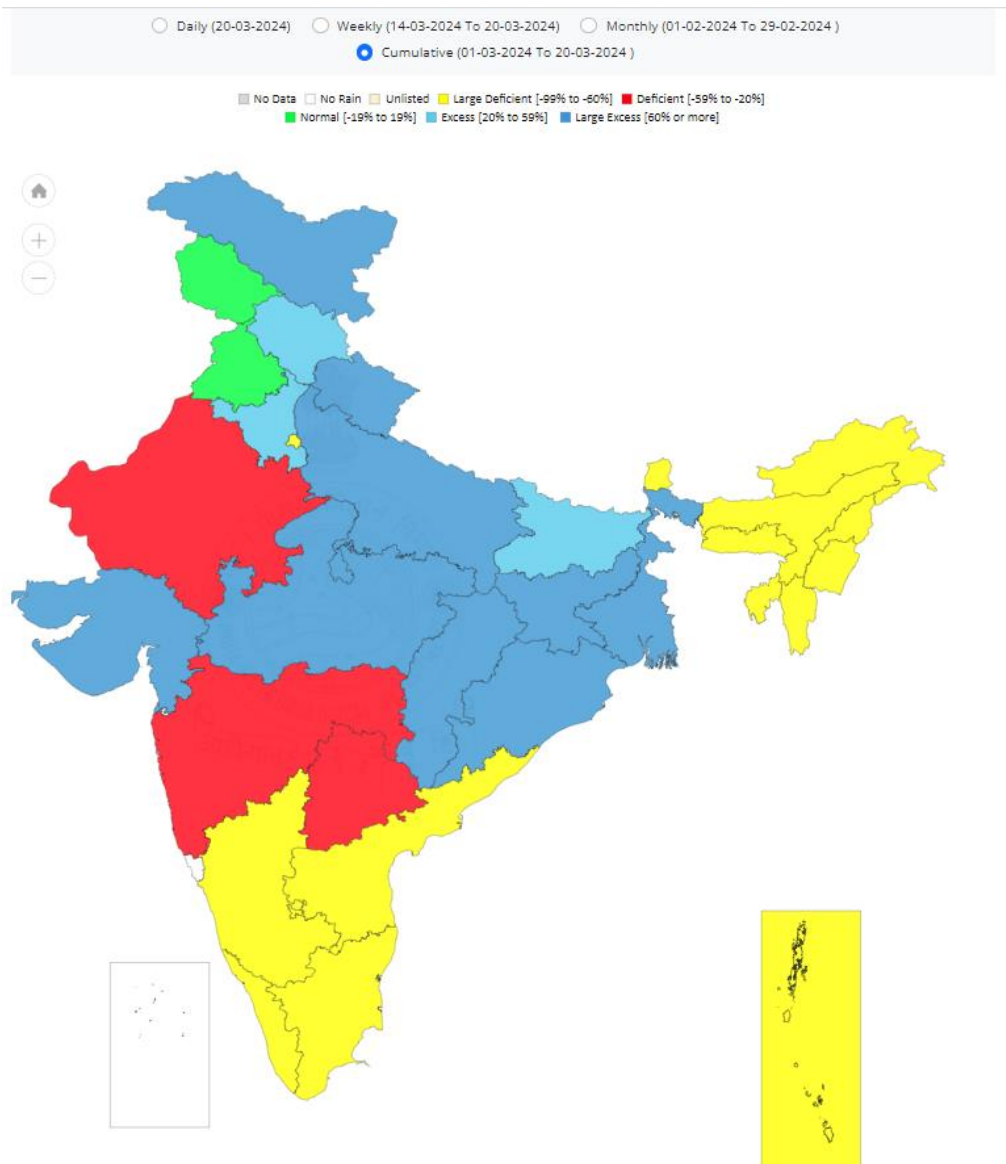 Daily (20-03-2024) Weekly (14-03-2024 To 20-03-2024) Monthly (01-02-2024 To 29-02-2024 )
Cumulative (01-03-2024 To 20-03-2024 )
No Data No Rain Unlisted Large Deficient [-99% to -60%] Deficient [-59% to -20%]
Normal [-19% to 19%] Excess [20% to 59%] Large Excess [60% or more]